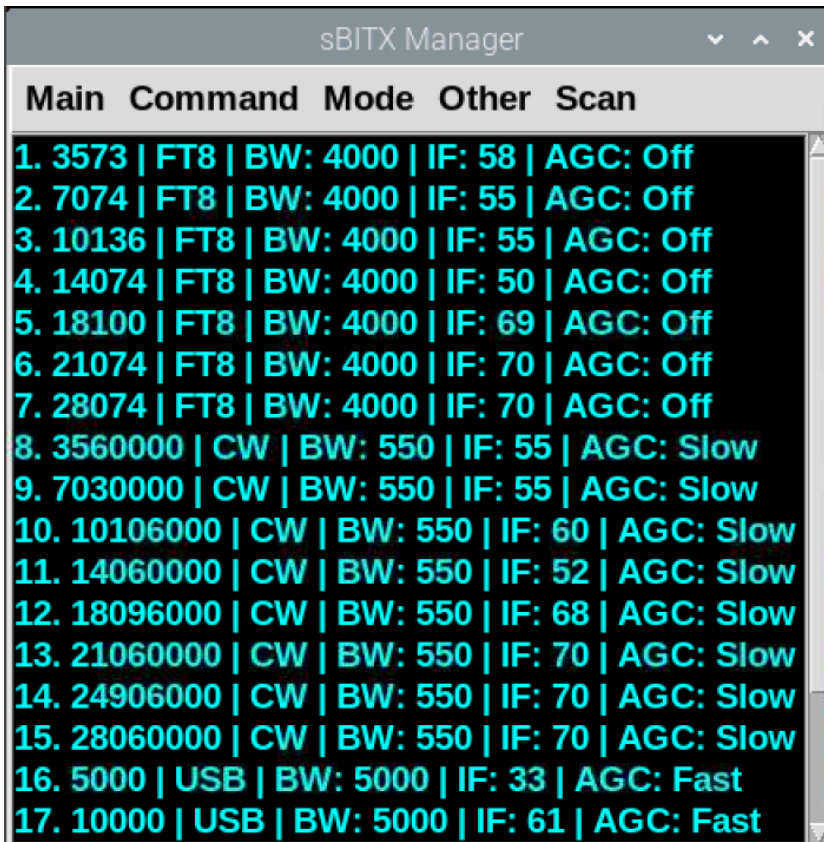 sBITX Manager
Main Command Mode Other Scan
1. 3573 | FT8 | BW: 4000 | IF: 58 | AGC: Off
2. 7074 | FT8 | BW: 4000 | IF: 55 | AGC: Off
3. 10136 | FT8 | BW: 4000 | IF: 55 | AGC: Off
4. 14074 | FT8 | BW: 4000 | IF: 50 | AGC: Off
5. 18100 | FT8 | BW: 4000 | IF: 69 | AGC: Off
6. 21074 | FT8 | BW: 4000 | IF: 70 | AGC: Off
7. 28074 | FT8 | BW: 4000 | IF: 70 | AGC: Off
8. 3560000 | CW | BW: 550 | IF: 55 | AGC: Slow
9. 7030000 | CW | BW: 550 | IF: 55 | AGC: Slow
10. 10106000 | CW | BW: 550 | IF: 60 | AGC: Slow
11. 14060000 | CW | BW: 550 | IF: 52 | AGC: Slow
12. 18096000 | CW | BW: 550 | IF: 68 | AGC: Slow
13. 21060000 | CW | BW: 550 | IF: 70 | AGC: Slow
14. 24906000 | CW | BW: 550 | IF: 70 | AGC: Slow
15. 28060000 | CW | BW: 550 | IF: 70 | AGC: Slow
16. 5000 | USB | BW: 5000 | IF: 33 | AGC: Fast
17. 10000 | USB | BW: 5000 | IF: 61 | AGC: Fast